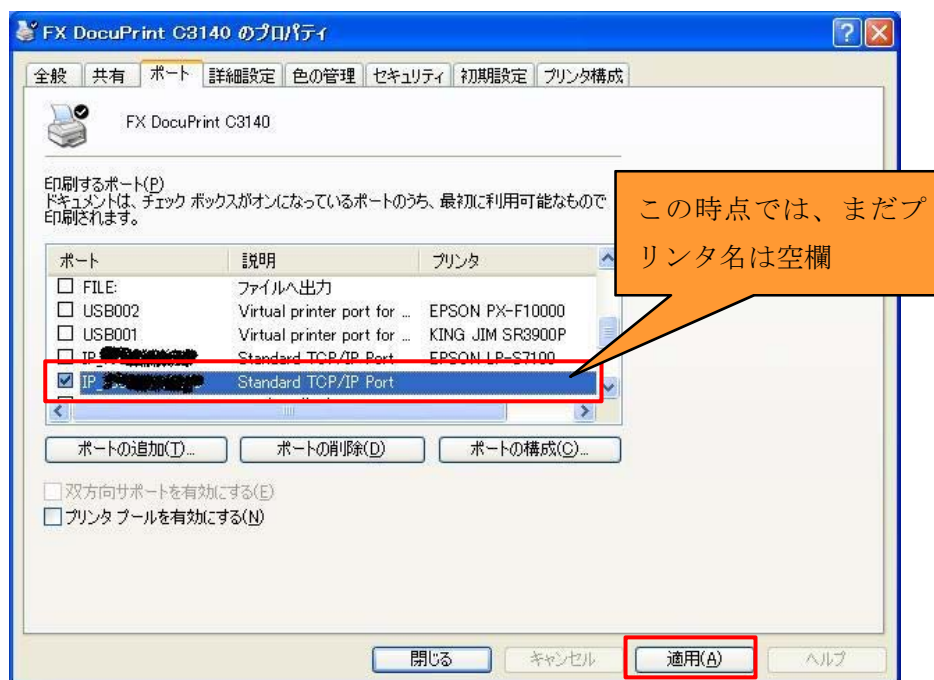 FX DocuPrint C3140 のプロパティ
全般 共有 ポート 詳細設定 色の管理 セキュリティ 初期設定 プリンタ構成
FX DocuPrint C3140
印刷するポート(P)
ドキュメントは、チェック ボックスがオンになっているポートのうち、最初に利用可能なもので
印刷されます。
この時点では、まだプ
リンタ名は空欄
ポート 説明 プリンタ
FILE: ファイルへ出力
USB002 Virtual printer port for ... EPSON PX-F10000
USB001 Virtual printer port for ... KING JIM SR3900P
IP_ Standard TCP/IP Port EPSON LP-S7100
IP_ Standard TCP/IP Port
ポートの追加(T)... ポートの削除(D) ポートの構成(C)...
双方向サポートを有効にする(E)
プリンタ プールを有効にする(N)
閉じる キャンセル 適用(A) ヘルプ